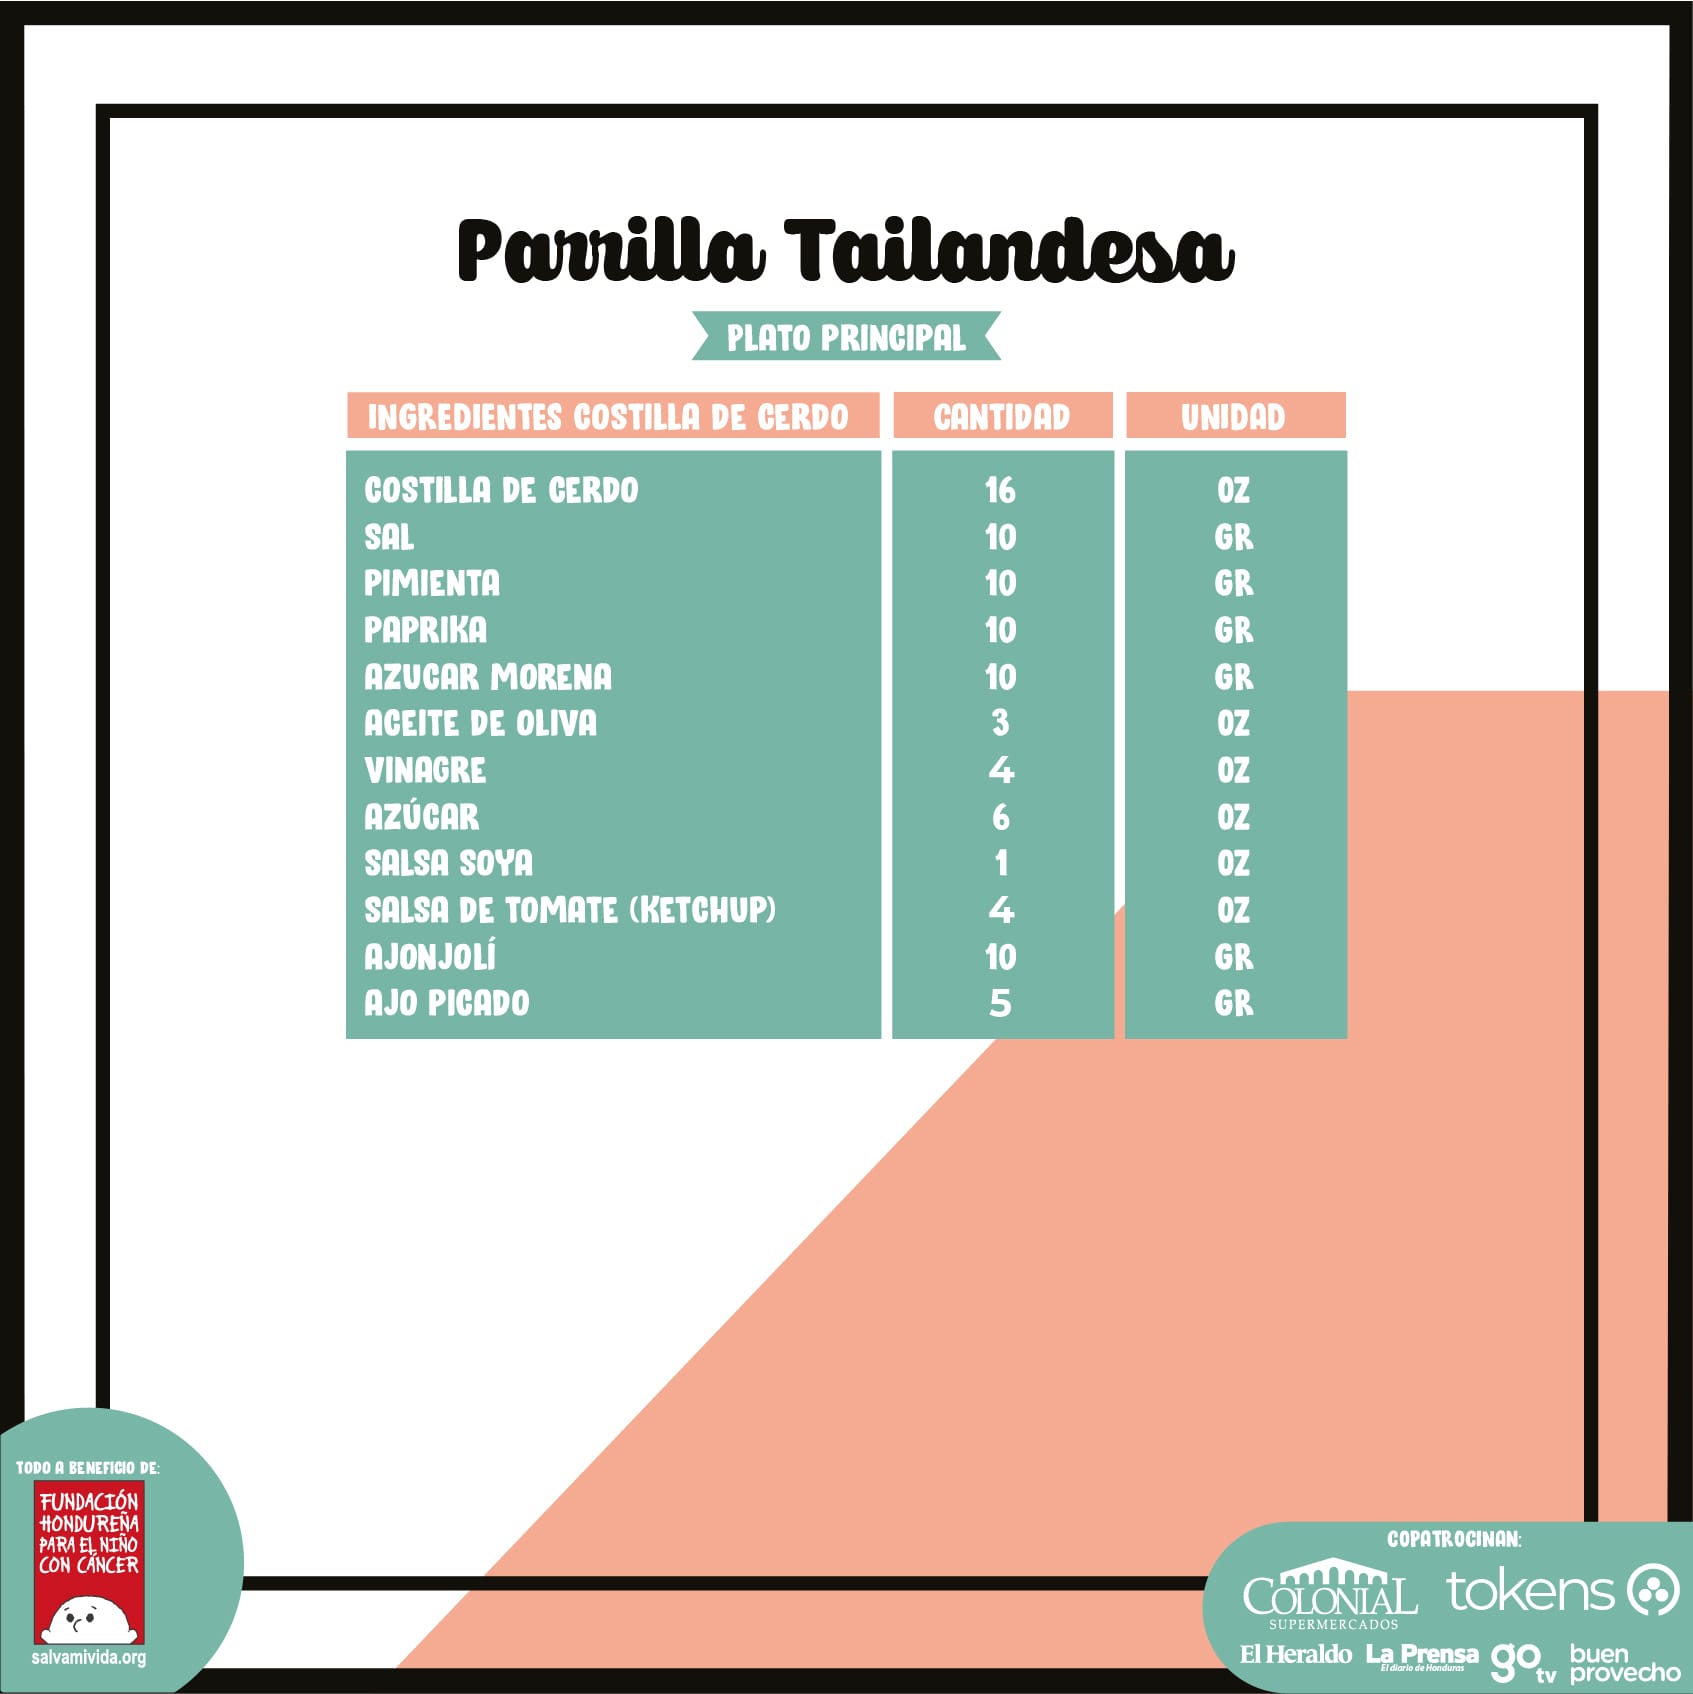 Parrilla Tailandesa
PLATO PRINCIPAL
INGREDIENTES COSTILLA DE CERDO CANTIDAD UNIDAD
COSTILLA DE CERDO 16 OZ
SAL 10 GR
PIMIENTA 10 GR
PAPRIKA 10 GR
AZUCAR MORENA 10 GR
ACEITE DE OLIVA 3 OZ
VINAGRE 4 OZ
AZÚCAR 6 OZ
SALSA SOYA 1 OZ
SALSA DE TOMATE (KETCHUP) 4 OZ
AJONJOLÍ 10 GR
AJO PICADO 5 GR
TODO A BENEFICIO DE:
FUNDACIÓN
HONDUREÑA
PARA EL NIÑO
CON CÁNCER
salvamivida.org
COPATROCINAN:
COLONIAL
SUPERMERCADOS
tokens
El Heraldo
La Prensa
El diario de Honduras
go tv
buen
provecho